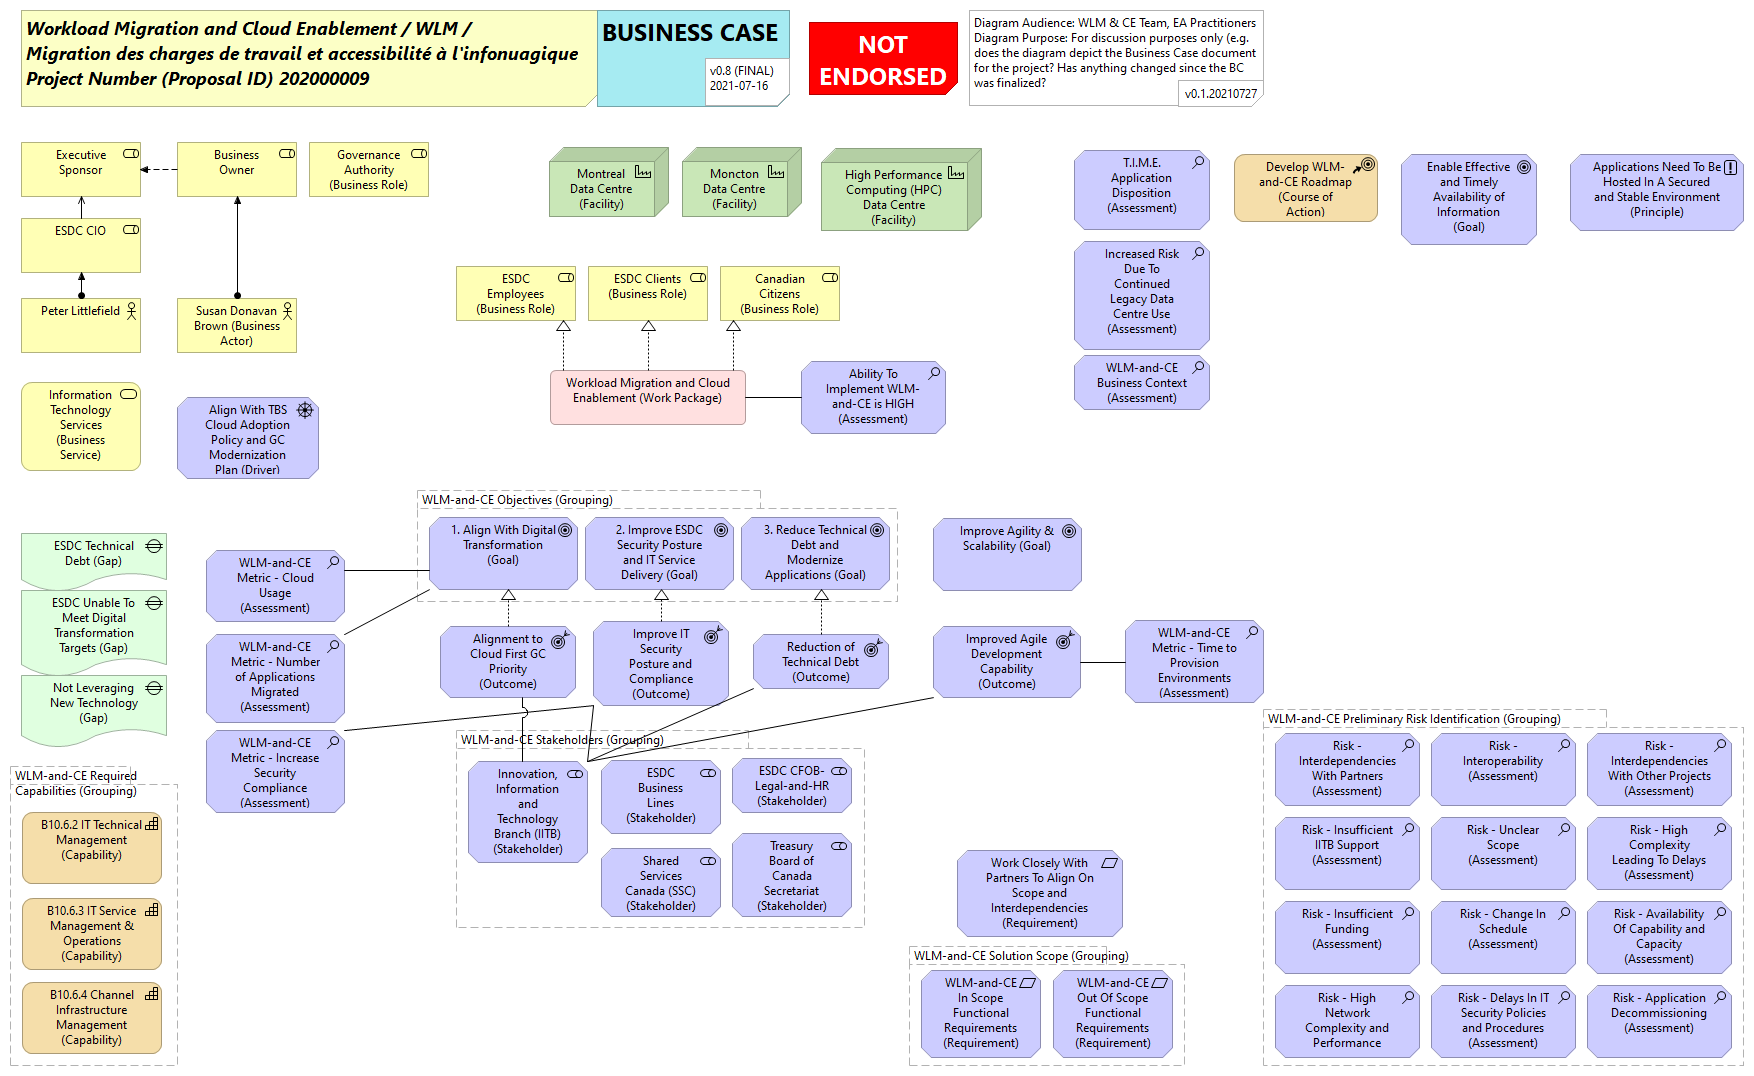 Workload Migration and Cloud Enablement / WLM /
Migration des charges de travail et accessibilité à l'infonuagique
Project Number (Proposal ID) 202000009
BUSINESS CASE
v0.8 (FINAL)
2021-07-16
NOT
ENDORSED
Diagram Audience: WLM & CE Team, EA Practitioners
Diagram Purpose: For discussion purposes only (e.g.
does the diagram depict the Business Case document
for the project? Has anything changed since the BC
was finalized?
v0.1.20210727
Executive
Sponsor
Business
Owner
Governance
Authority
(Business Role)
ESDC CIO
Peter Littlefield
Susan Donavan
Brown (Business
Actor)
Information
Technology
Services
(Business
Service)
Align With TBS
Cloud Adoption
Policy and GC
Modernization
Plan (Driver)
Montreal
Data Centre
(Facility)
Moncton
Data Centre
(Facility)
High Performance
Computing (HPC)
Data Centre
(Facility)
ESDC
Employees
(Business Role)
ESDC Clients
(Business Role)
Canadian
Citizens
(Business Role)
Workload Migration and Cloud
Enablement (Work Package)
Ability To
Implement WLM-
and-CE is HIGH
(Assessment)
T.I.M.E.
Application
Disposition
(Assessment)
Increased Risk
Due To
Continued
Legacy Data
Centre Use
(Assessment)
WLM-and-CE
Business Context
(Assessment)
Develop WLM-
and-CE Roadmap
(Course of
Action)
Enable Effective
and Timely
Availability of
Information
(Goal)
Applications Need To Be
Hosted In A Secured
and Stable Environment
(Principle)
WLM-and-CE Objectives (Grouping)
1. Align With Digital
Transformation
(Goal)
2. Improve ESDC
Security Posture
and IT Service
Delivery (Goal)
3. Reduce Technical
Debt and
Modernize
Applications (Goal)
Improve Agility &
Scalability (Goal)
ESDC Technical
Debt (Gap)
ESDC Unable To
Meet Digital
Transformation
Targets (Gap)
Not Leveraging
New Technology
(Gap)
WLM-and-CE
Metric - Cloud
Usage
(Assessment)
WLM-and-CE
Metric - Number
of Applications
Migrated
(Assessment)
WLM-and-CE
Metric - Increase
Security
Compliance
(Assessment)
Alignment to
Cloud First GC
Priority
(Outcome)
Improve IT
Security
Posture and
Compliance
(Outcome)
Reduction of
Technical Debt
(Outcome)
Improved Agile
Development
Capability
(Outcome)
WLM-and-CE
Metric - Time to
Provision
Environments
(Assessment)
WLM-and-CE Required
Capabilities (Grouping)
B10.6.2 IT Technical
Management
(Capability)
B10.6.3 IT Service
Management &
Operations
(Capability)
B10.6.4 Channel
Infrastructure
Management
(Capability)
WLM-and-CE Stakeholders (Grouping)
Innovation,
Information
and
Technology
Branch (IITB)
(Stakeholder)
ESDC
Business
Lines
(Stakeholder)
ESDC CFOB-
Legal-and-HR
(Stakeholder)
Shared
Services
Canada (SSC)
(Stakeholder)
Treasury
Board of
Canada
Secretariat
(Stakeholder)
Work Closely With
Partners To Align On
Scope and
Interdependencies
(Requirement)
WLM-and-CE Solution Scope (Grouping)
WLM-and-CE
In Scope
Functional
Requirements
(Requirement)
WLM-and-CE
Out Of Scope
Functional
Requirements
(Requirement)
WLM-and-CE Preliminary Risk Identification (Grouping)
Risk -
Interdependencies
With Partners
(Assessment)
Risk -
Interoperability
(Assessment)
Risk -
Interdependencies
With Other Projects
(Assessment)
Risk - Insufficient
IITB Support
(Assessment)
Risk - Unclear
Scope
(Assessment)
Risk - High
Complexity
Leading To Delays
(Assessment)
Risk - Insufficient
Funding
(Assessment)
Risk - Change In
Schedule
(Assessment)
Risk - Availability
Of Capability and
Capacity
(Assessment)
Risk - High
Network
Complexity and
Performance
Risk - Delays In IT
Security Policies
and Procedures
(Assessment)
Risk - Application
Decommissioning
(Assessment)